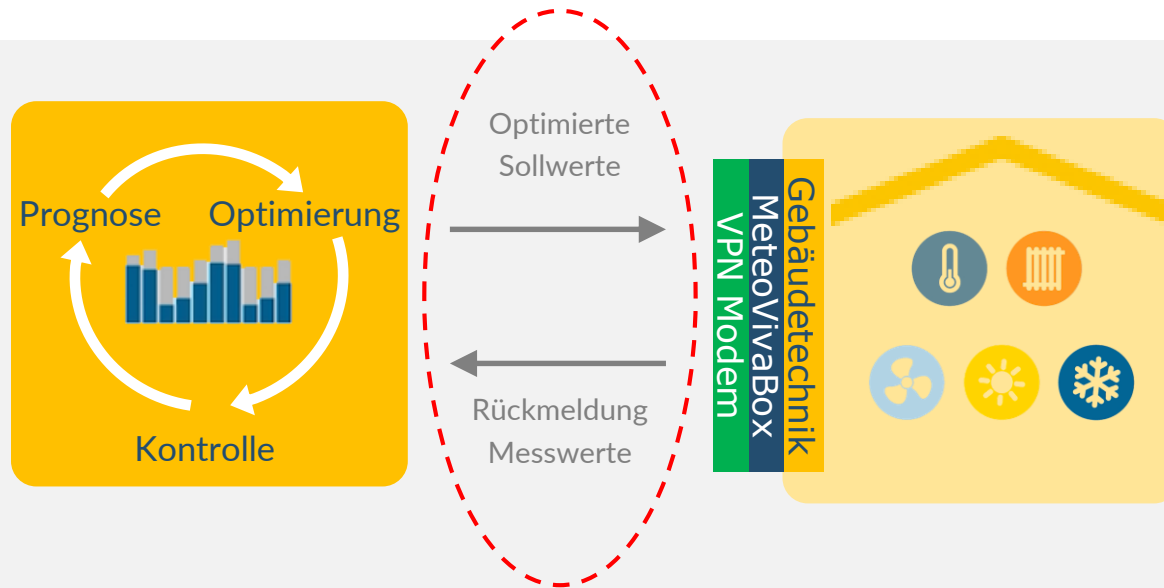 Prognose
Optimierung
Kontrolle
Optimierte
Sollwerte
Rückmeldung
Messwerte
VPN Modem
MeteoVivaBox
Gebäudetechnik